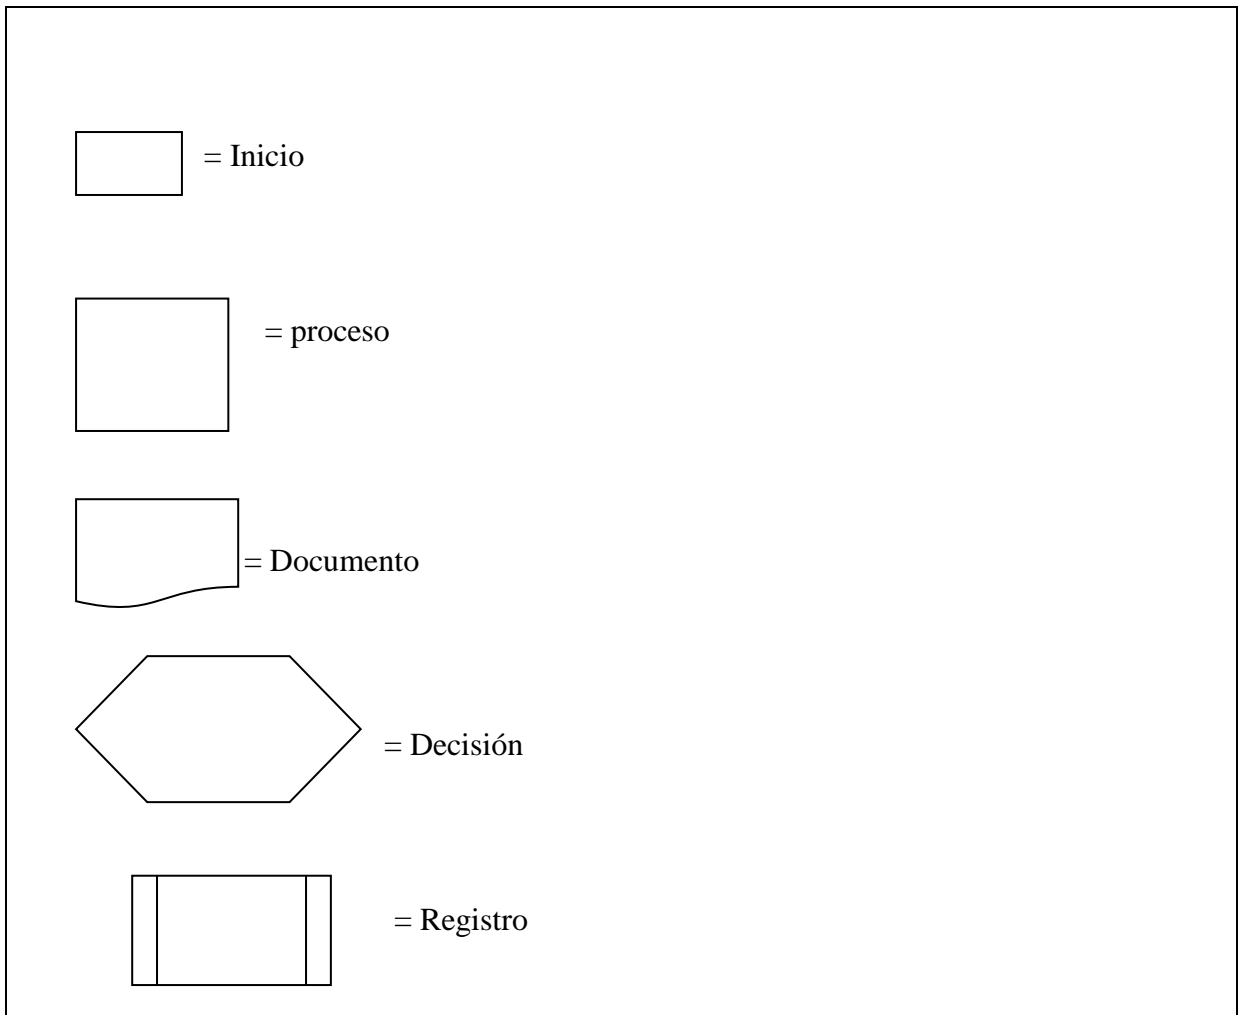 = Inicio
= proceso
= Documento
= Decisión
= Registro